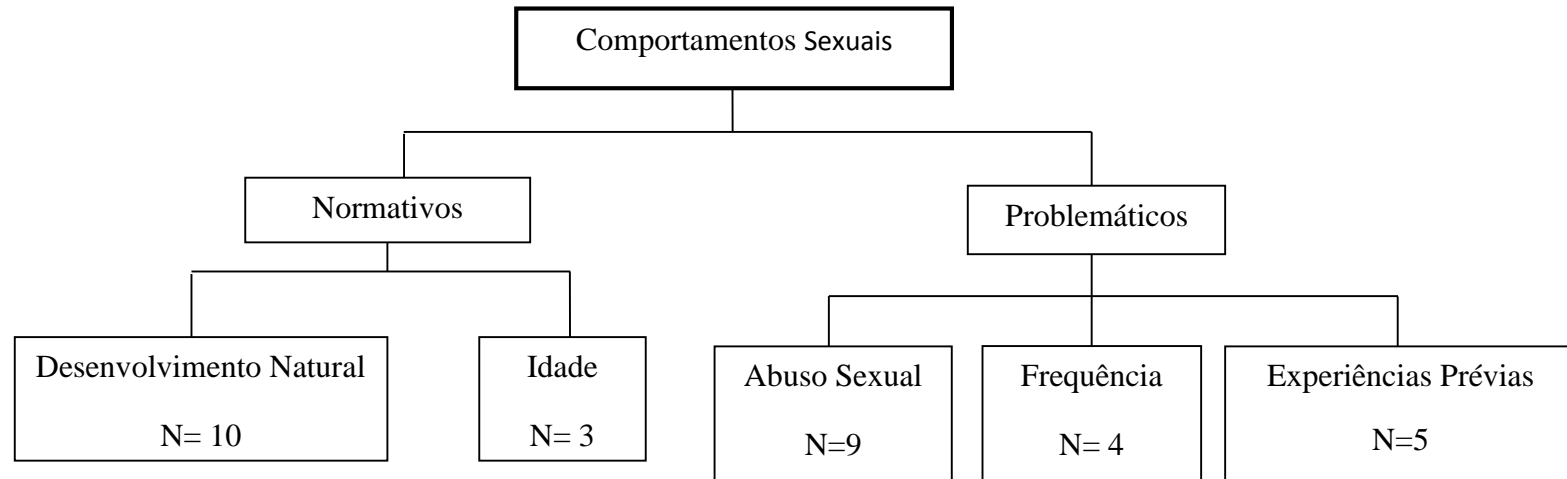 Comportamentos Sexuais
Normativos
Problemáticos
Desenvolvimento Natural
N= 10
Idade
N= 3
Abuso Sexual
N=9
Frequência
N= 4
Experiências Prévias
N=5